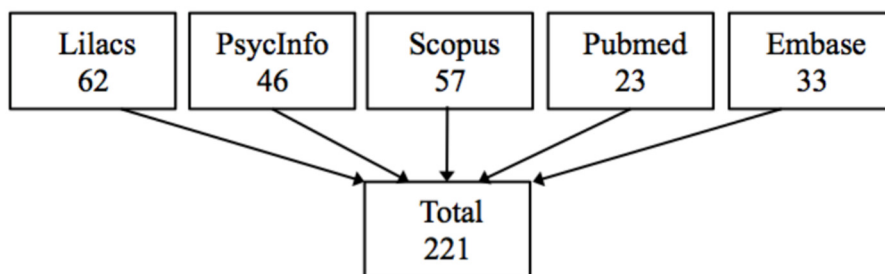 Lilacs
62
PsycInfo
46
Scopus
57
Pubmed
23
Embase
33
Total
221